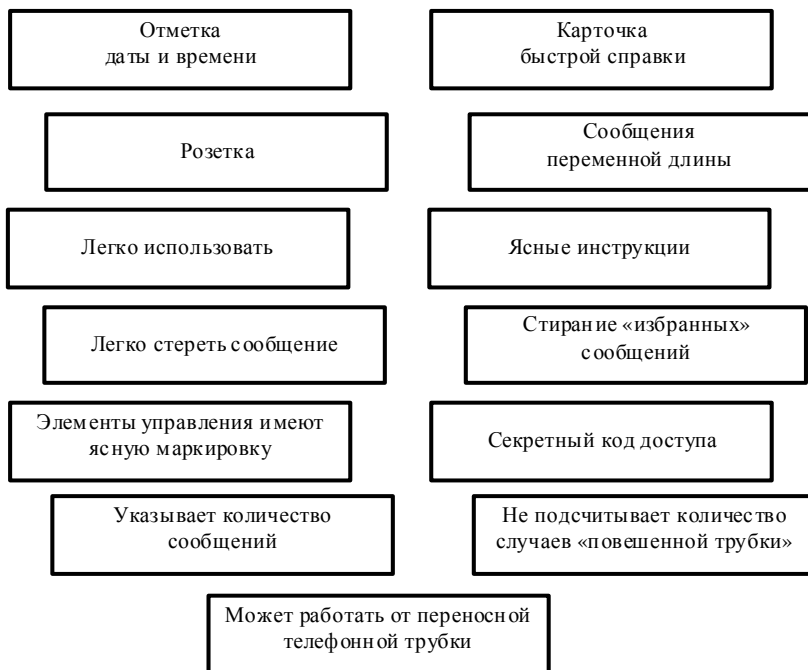 Отметка
даты и времени
Карточка
быстрой справки
Розетка
Сообщения
переменной длины
Легко использовать
Ясные инструкции
Легко стереть сообщение
Стирание «избранных»
сообщений
Элементы управления имеют
ясную маркировку
Секретный код доступа
Указывает количество
сообщений
Не подсчитывает количество
случаев «повешенной трубки»
Может работать от переносной
телефонной трубки